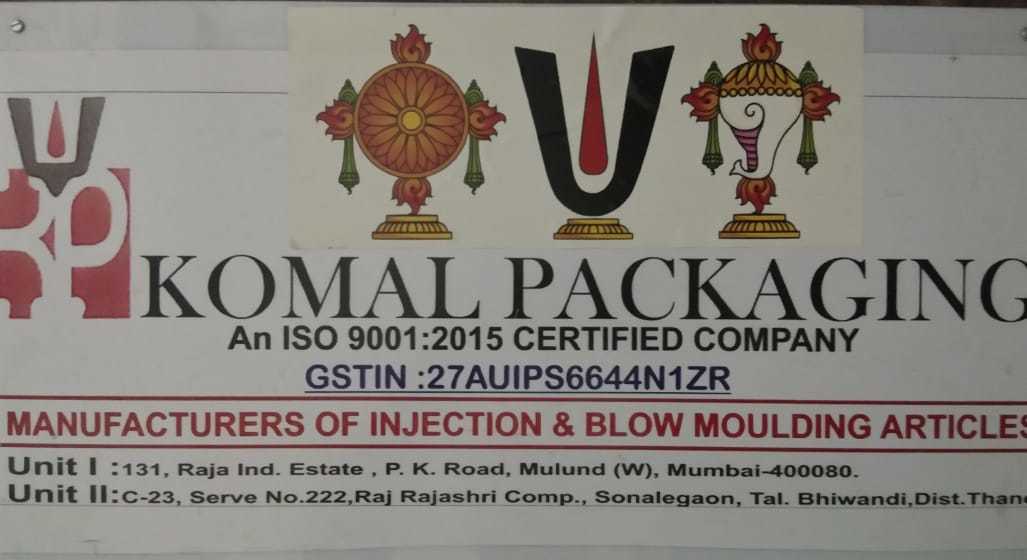 KP
KOMAL PACKAGING
An ISO 9001:2015 CERTIFIED COMPANY
GSTIN :27AUIPS6644N1ZR
MANUFACTURERS OF INJECTION & BLOW MOULDING ARTICLES
Unit I :131, Raja Ind. Estate , P. K. Road, Mulund (W), Mumbai-400080.
Unit II:C-23, Serve No.222,Raj Rajashri Comp., Sonalegaon, Tal. Bhiwandi,Dist.Thane